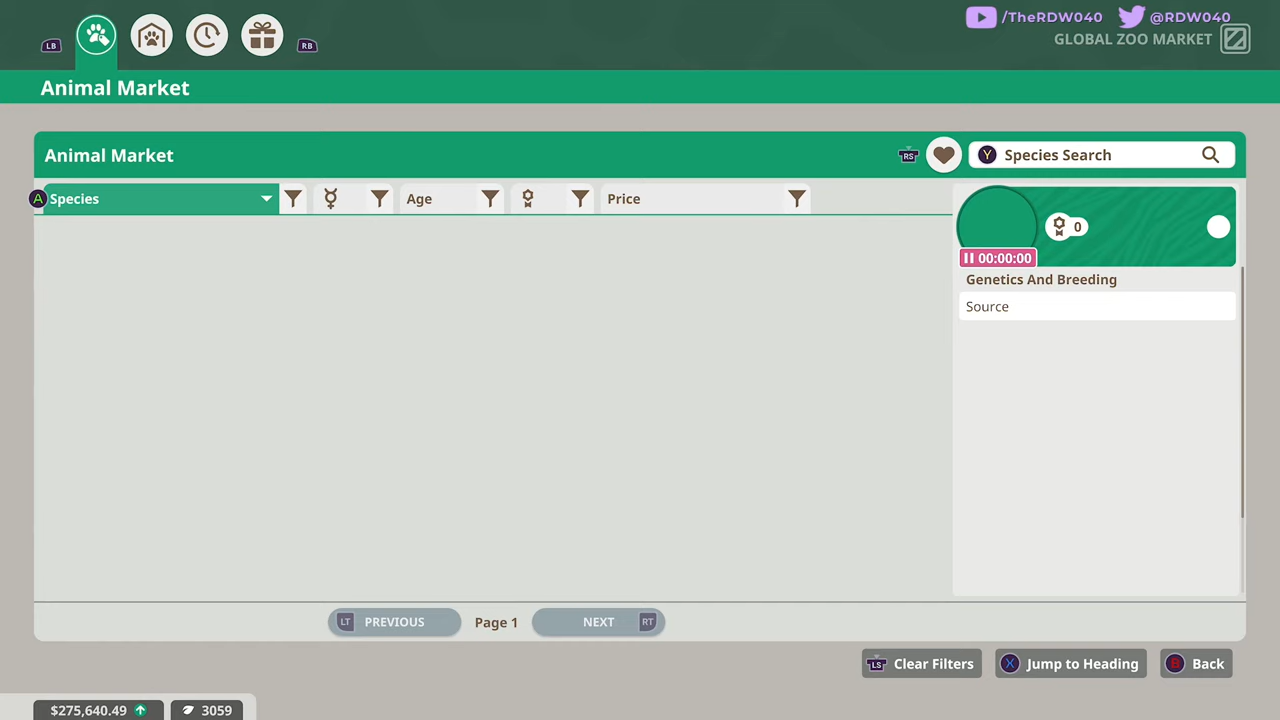 /TheRDW040 @RDW040
LB RB GLOBAL ZOO MARKET
Animal Market
Animal Market RS Y Species Search
A Species Age Price
0
00:00:00
Genetics And Breeding
Source
LT PREVIOUS Page 1 NEXT RT
LS Clear Filters X Jump to Heading B Back
$275,640.49 3059